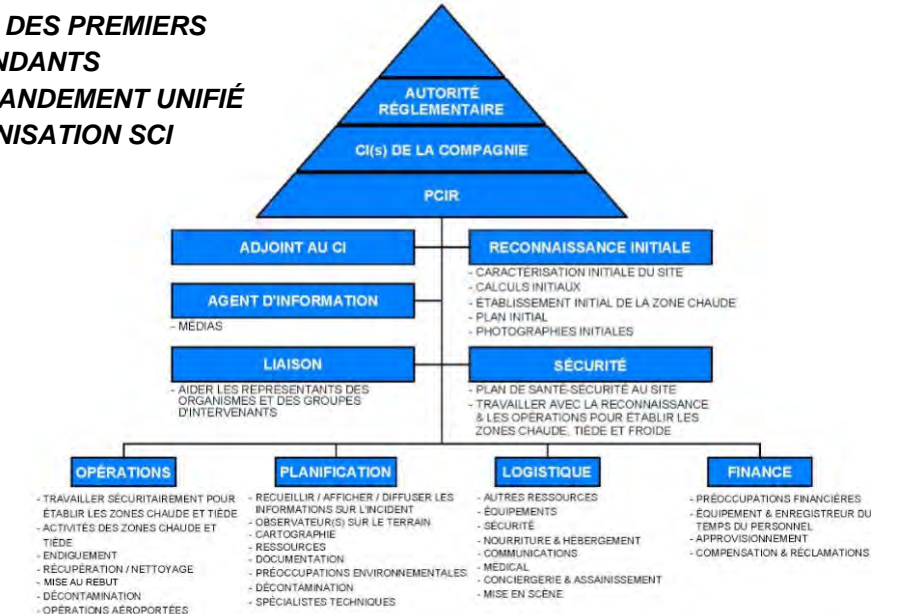 DES PREMIERS
NDANTS
ANDEMENT UNIFIÉ
NISATION SCI
AUTORITÉ
RÉGLEMENTAIRE
CI(s) DE LA COMPAGNIE
PCIR
ADJOINT AU CI
RECONNAISSANCE INITIALE
- CARACTÉRISATION INITIALE DU SITE
- CALCULS INITIAUX
- ÉTABLISSEMENT INITIAL DE LA ZONE CHAUDE
- PLAN INITIAL
- PHOTOGRAPHIES INITIALES
AGENT D'INFORMATION
- MÉDIAS
LIAISON
- AIDER LES REPRÉSENTANTS DES
ORGANISMES ET DES GROUPES
D'INTERVENANTS
SÉCURITÉ
- PLAN DE SANTÉ-SÉCURITÉ AU SITE
- TRAVAILLER AVEC LA RECONNAISSANCE
& LES OPÉRATIONS POUR ÉTABLIR LES
ZONES CHAUDE, TIÈDE ET FROIDE
OPÉRATIONS
- TRAVAILLER SÉCURITAIREMENT POUR
ÉTABLIR LES ZONES CHAUDE ET TIÈDE
- ACTIVITÉS DES ZONES CHAUDE ET
TIÈDE
- ENDIGUEMENT
- RÉCUPÉRATION / NETTOYAGE
- MISE AU REBUT
- DÉCONTAMINATION
- OPÉRATIONS AÉROPORTÉES
PLANIFICATION
- RECUEILLIR / AFFICHER / DIFFUSER LES
INFORMATIONS SUR L'INCIDENT
- OBSERVATEUR(S) SUR LE TERRAIN
- CARTOGRAPHIE
- RESSOURCES
- DOCUMENTATION
- PRÉOCCUPATIONS ENVIRONNEMENTALES
- DÉCONTAMINATION
- SPÉCIALISTES TECHNIQUES
LOGISTIQUE
- AUTRES RESSOURCES
- ÉQUIPEMENTS
- SÉCURITÉ
- NOURRITURE & HÉBERGEMENT
- COMMUNICATIONS
- MÉDICAL
- CONCIERGERIE & ASSAINISSEMENT
- MISE EN SCÈNE
FINANCE
- PRÉOCCUPATIONS FINANCIÈRES
- ÉQUIPEMENT & ENREGISTREUR DU
TEMPS DU PERSONNEL
- APPROVISIONNEMENT
- COMPENSATION & RÉCLAMATIONS